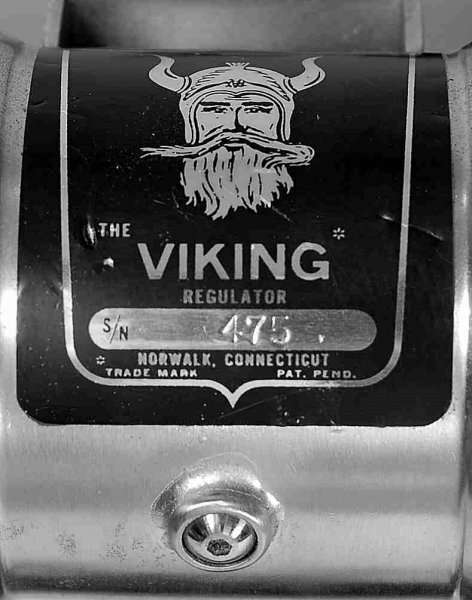 THE
VIKING*
REGULATOR
S/N 475
* NORWALK, CONNECTICUT
TRADE MARK PAT. PEND.